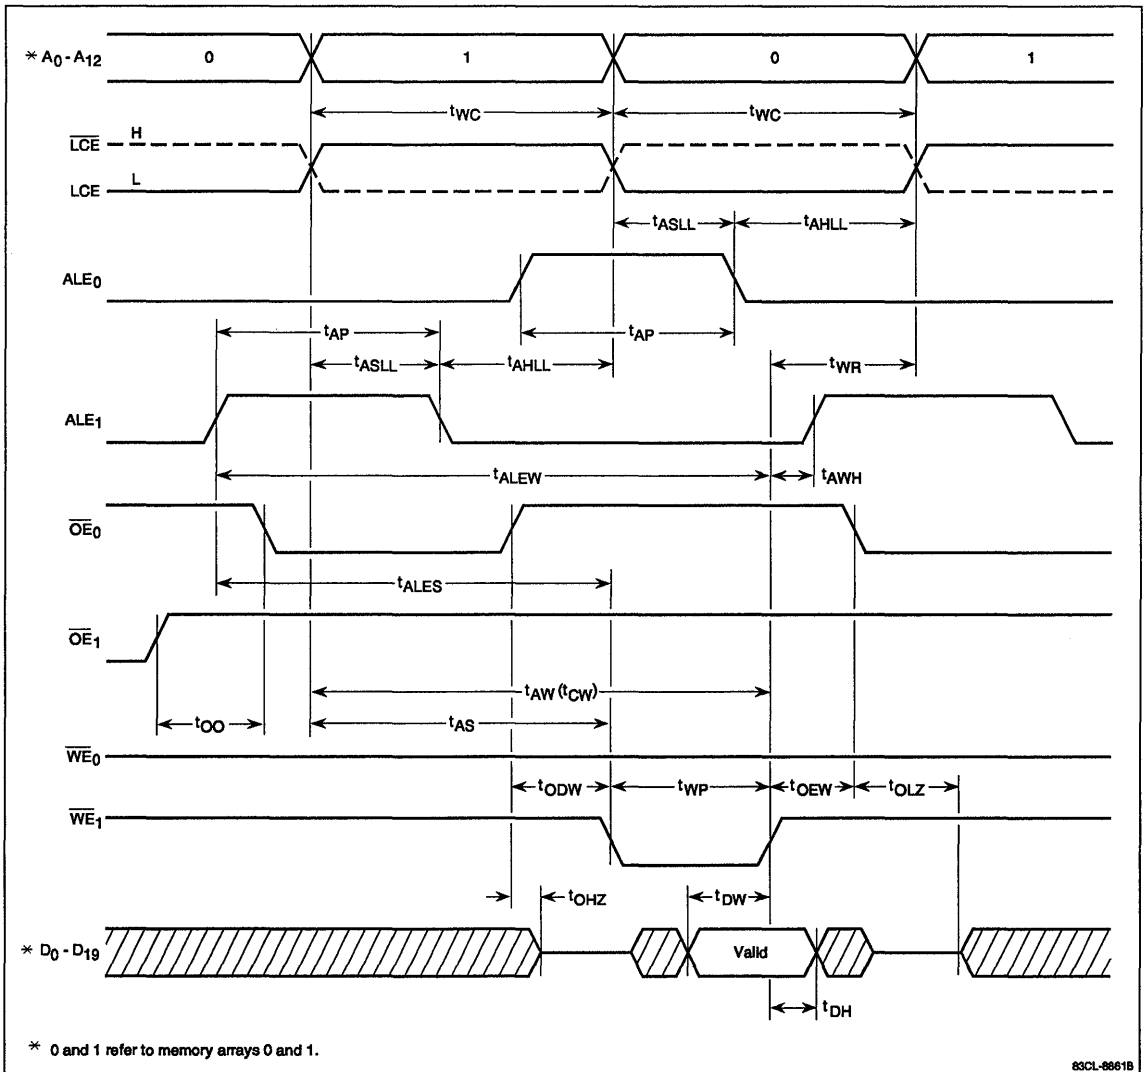 * A0 - A12 0 1 0 1
tWC tWC
LCE H
LCE L
tASLL tAHLL
ALE0
tAP tAP
tASLL tAHLL tWR
ALE1
tALEW tAWH
OE0
tALES
OE1
tAW (tCW)
tOO tAS
WE0
tODW tWP tOEW tOLZ
WE1
tOHZ tDW
* D0 - D19 Valid
tDH
* 0 and 1 refer to memory arrays 0 and 1.
83CL-8861B